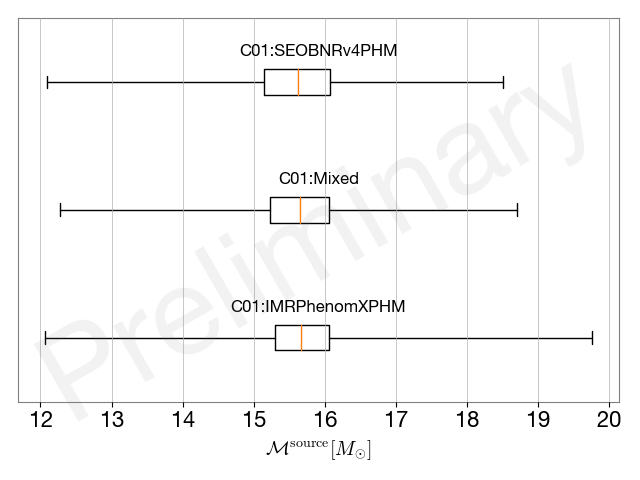 C01:SEOBNRv4PHM
C01:Mixed
C01:IMRPhenomXPHM
Preliminary
12 13 14 15 16 17 18 19 20
ℳ^source[M_⊙]